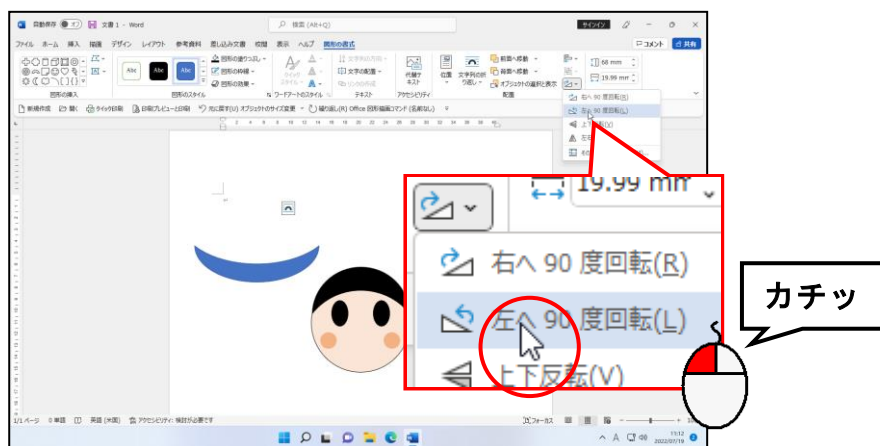 自動保存 オフ 文書 1 - Word 検索 (Alt+Q) サインイン
ファイル ホーム 挿入 描画 デザイン レイアウト 参考資料 差し込み文書 校閲 表示 ヘルプ 図形の書式 コメント 共有
Abc Abc Abc
図形の塗りつぶし
図形の枠線
図形の効果
文字の配置
代替テキスト
位置 文字列の折り返し
前面へ移動
背面へ移動
オブジェクトの選択と表示
68 mm
19.99 mm
図形の挿入 図形のスタイル ワードアートのスタイル テキスト アクセシビリティ 配置
新規作成 開く クイック印刷 印刷プレビューと印刷 元に戻す(U) オブジェクトのサイズ変更 繰り返し(R) Office 図形描画コマンド (名前なし)
右へ 90 度回転(R)
左へ 90 度回転(L)
19.99 mm
右へ 90 度回転(R)
左へ 90 度回転(L)
上下反転(V)
カチッ
1/1 ページ 0 単語 英語 (米国) アクセシビリティ: 検討が必要です フォーカス
A 11:12
2022/07/19